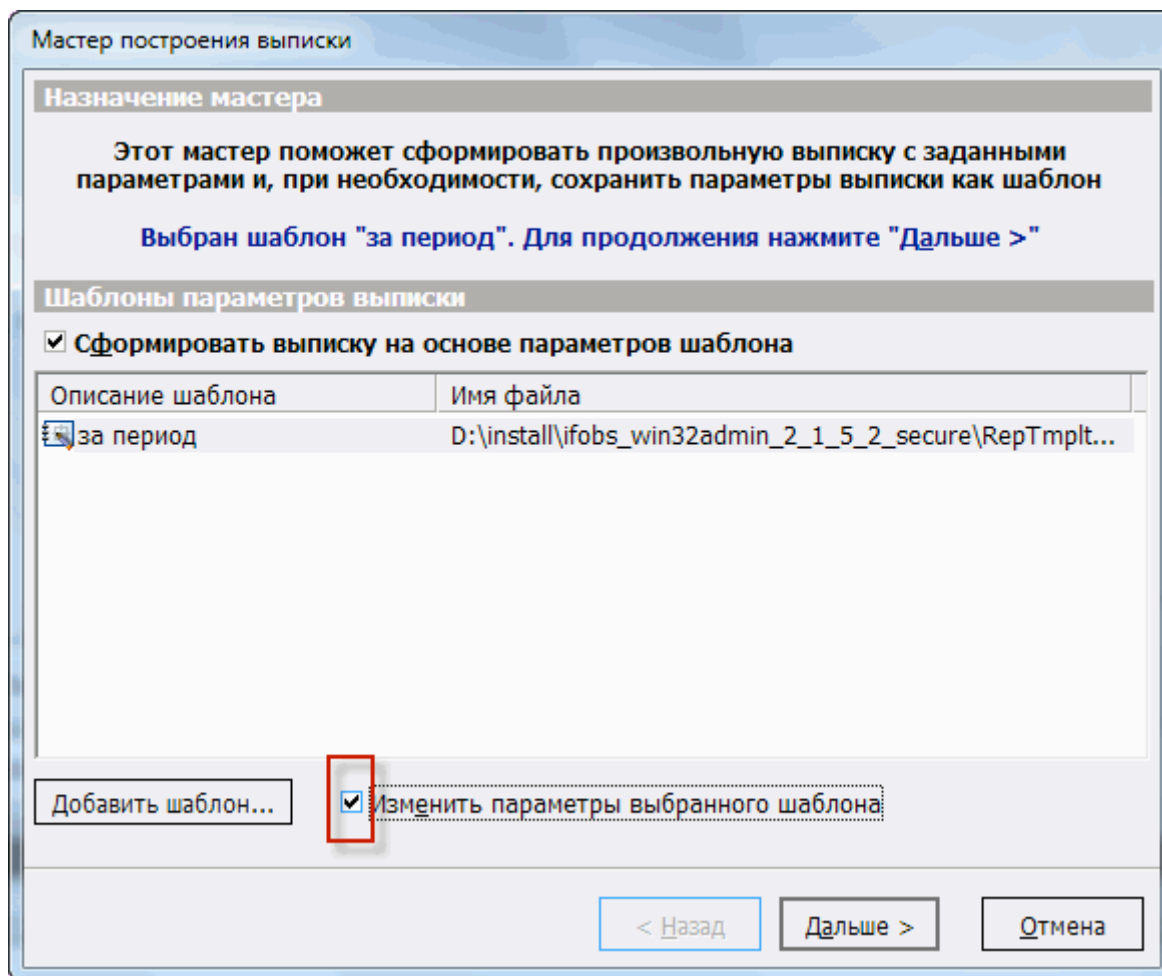 Мастер построения выписки
Назначение мастера
Этот мастер поможет сформировать произвольную выписку с заданными
параметрами и, при необходимости, сохранить параметры выписки как шаблон
Выбран шаблон "за период". Для продолжения нажмите "Дальше >"
Шаблоны параметров выписки
Сформировать выписку на основе параметров шаблона
Описание шаблона Имя файла
за период D:\install\ifobs_win32admin_2_1_5_2_secure\RepTmplt...
Добавить шаблон... Изменить параметры выбранного шаблона
< Назад Дальше > Отмена